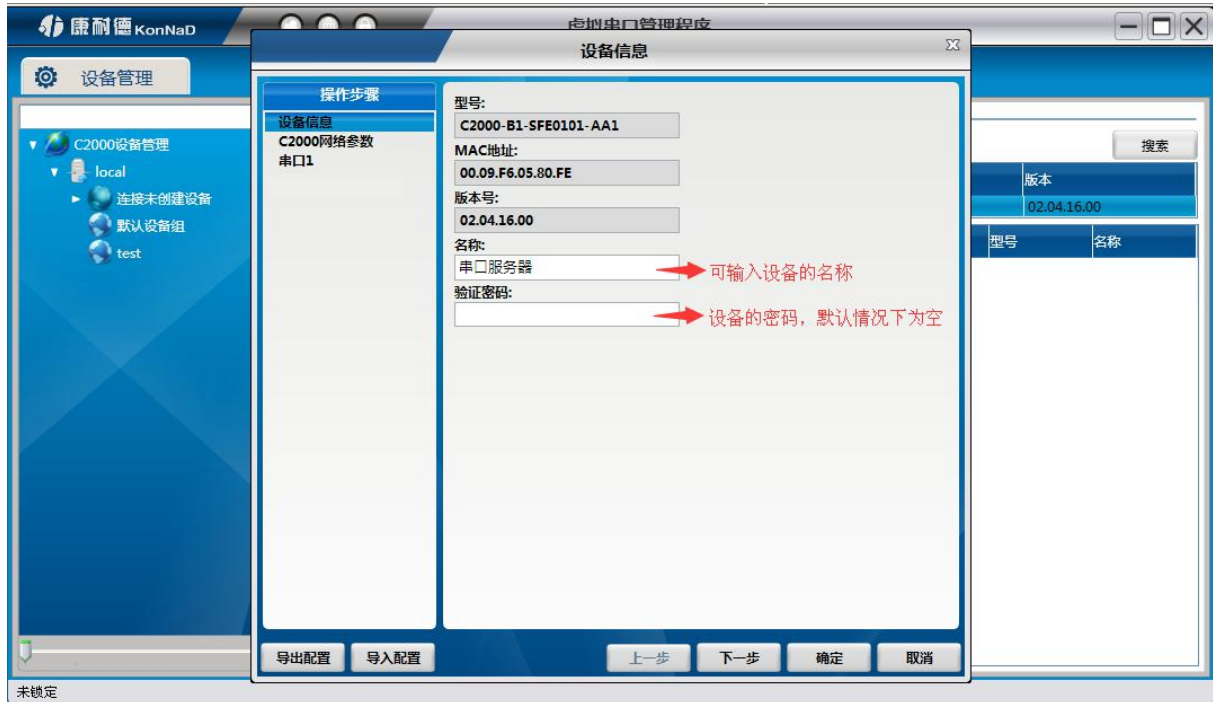 康耐德 KonNaD
虚拟串口管理程序
设备信息
设备管理
操作步骤
设备信息
C2000网络参数
串口1
型号:
C2000-B1-SFE0101-AA1
MAC地址:
00.09.F6.05.80.FE
版本号:
02.04.16.00
名称:
串口服务器
可输入设备的名称
验证密码:
设备的密码，默认情况下为空
C2000设备管理
local
连接未创建设备
默认设备组
test
搜索
版本
02.04.16.00
型号
名称
导出配置
导入配置
上一步
下一步
确定
取消
未锁定